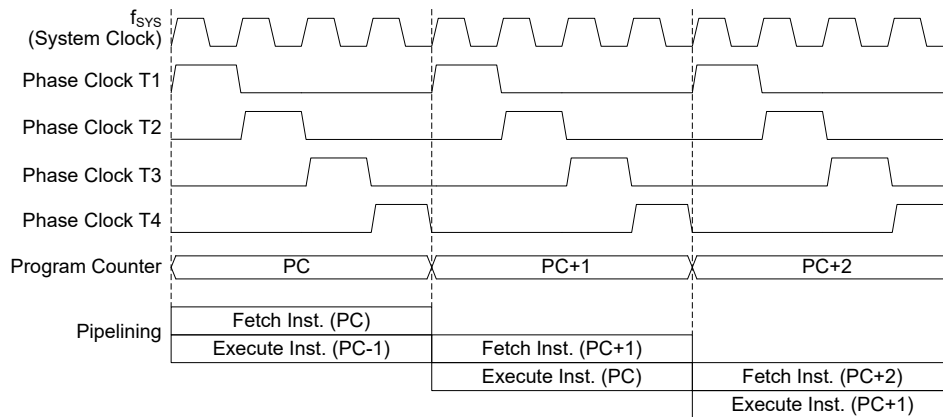 fSYS
(System Clock)
Phase Clock T1
Phase Clock T2
Phase Clock T3
Phase Clock T4
Program Counter PC PC+1 PC+2
Pipelining
Fetch Inst. (PC)
Execute Inst. (PC-1) Fetch Inst. (PC+1)
Execute Inst. (PC) Fetch Inst. (PC+2)
Execute Inst. (PC+1)